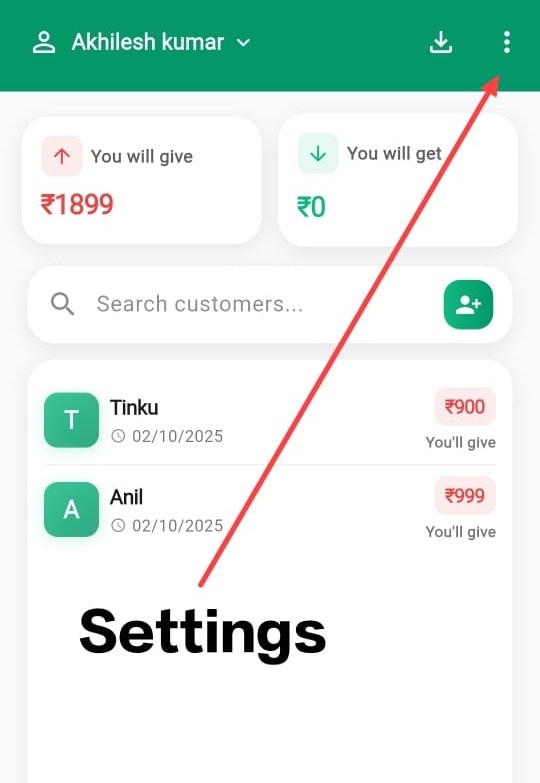 Akhilesh kumar
You will give
₹1899
You will get
₹0
Search customers...
T
Tinku
02/10/2025
₹900
You'll give
A
Anil
02/10/2025
₹999
You'll give
Settings